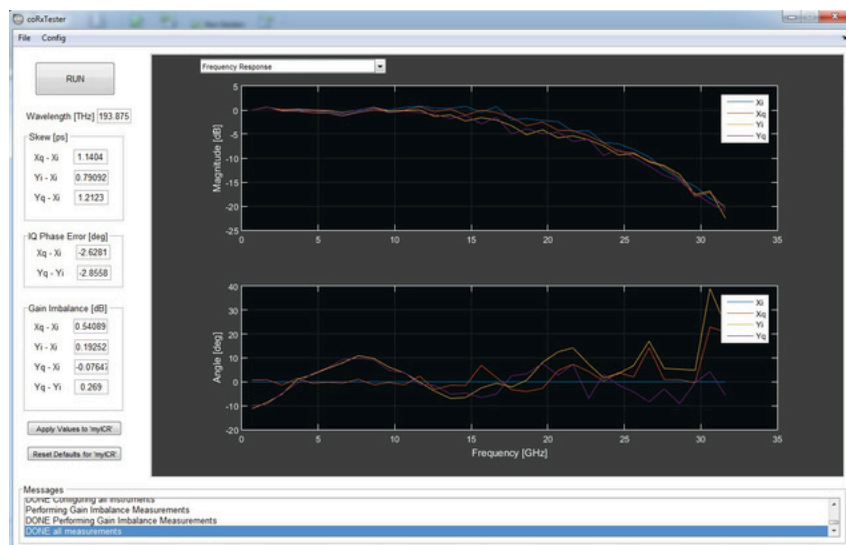 coRxTester
File Config
RUN
Wavelength [THz] 193.875
Skew [ps]
Xq - Xi 1.1404
Yi - Xi 0.79092
Yq - Xi 1.2123
IQ Phase Error [deg]
Xq - Xi -2.6281
Yq - Yi -2.8558
Gain Imbalance [dB]
Xq - Xi 0.54089
Yi - Xi 0.19252
Yq - Xi -0.07647
Yq - Yi 0.269
Apply Values to 'myICR'
Reset Defaults for 'myICR'
Frequency Response
Magnitude [dB]
5
0
-5
-10
-15
-20
-25
0 5 10 15 20 25 30 35
Xi
Xq
Yi
Yq
Angle [deg]
40
30
20
10
0
-10
-20
0 5 10 15 20 25 30 35
Frequency [GHz]
Xi
Xq
Yi
Yq
Messages
DONE Configuring all instruments
Performing Gain Imbalance Measurements
DONE Performing Gain Imbalance Measurements
DONE all measurements